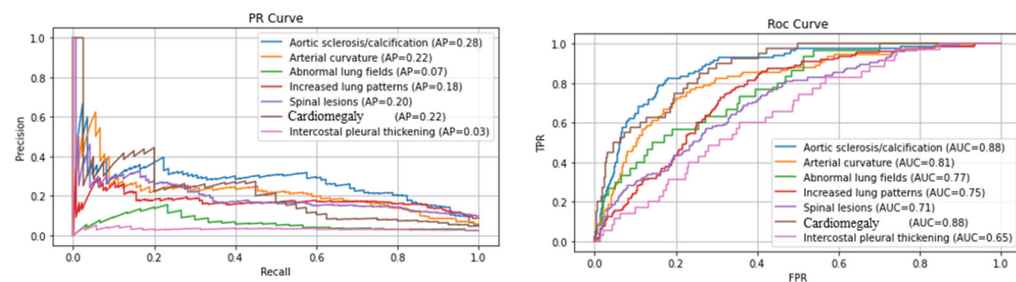 PR Curve
1.0
0.8
0.6
0.4
0.2
0.0
Precision
0.0 0.2 0.4 0.6 0.8 1.0
Recall
Aortic sclerosis/calcification (AP=0.28)
Arterial curvature (AP=0.22)
Abnormal lung fields (AP=0.07)
Increased lung patterns (AP=0.18)
Spinal lesions (AP=0.20)
Cardiomegaly (AP=0.22)
Intercostal pleural thickening (AP=0.03)
Roc Curve
1.0
0.8
0.6
0.4
0.2
0.0
TPR
0.0 0.2 0.4 0.6 0.8 1.0
FPR
Aortic sclerosis/calcification (AUC=0.88)
Arterial curvature (AUC=0.81)
Abnormal lung fields (AUC=0.77)
Increased lung patterns (AUC=0.75)
Spinal lesions (AUC=0.71)
Cardiomegaly (AUC=0.88)
Intercostal pleural thickening (AUC=0.65)